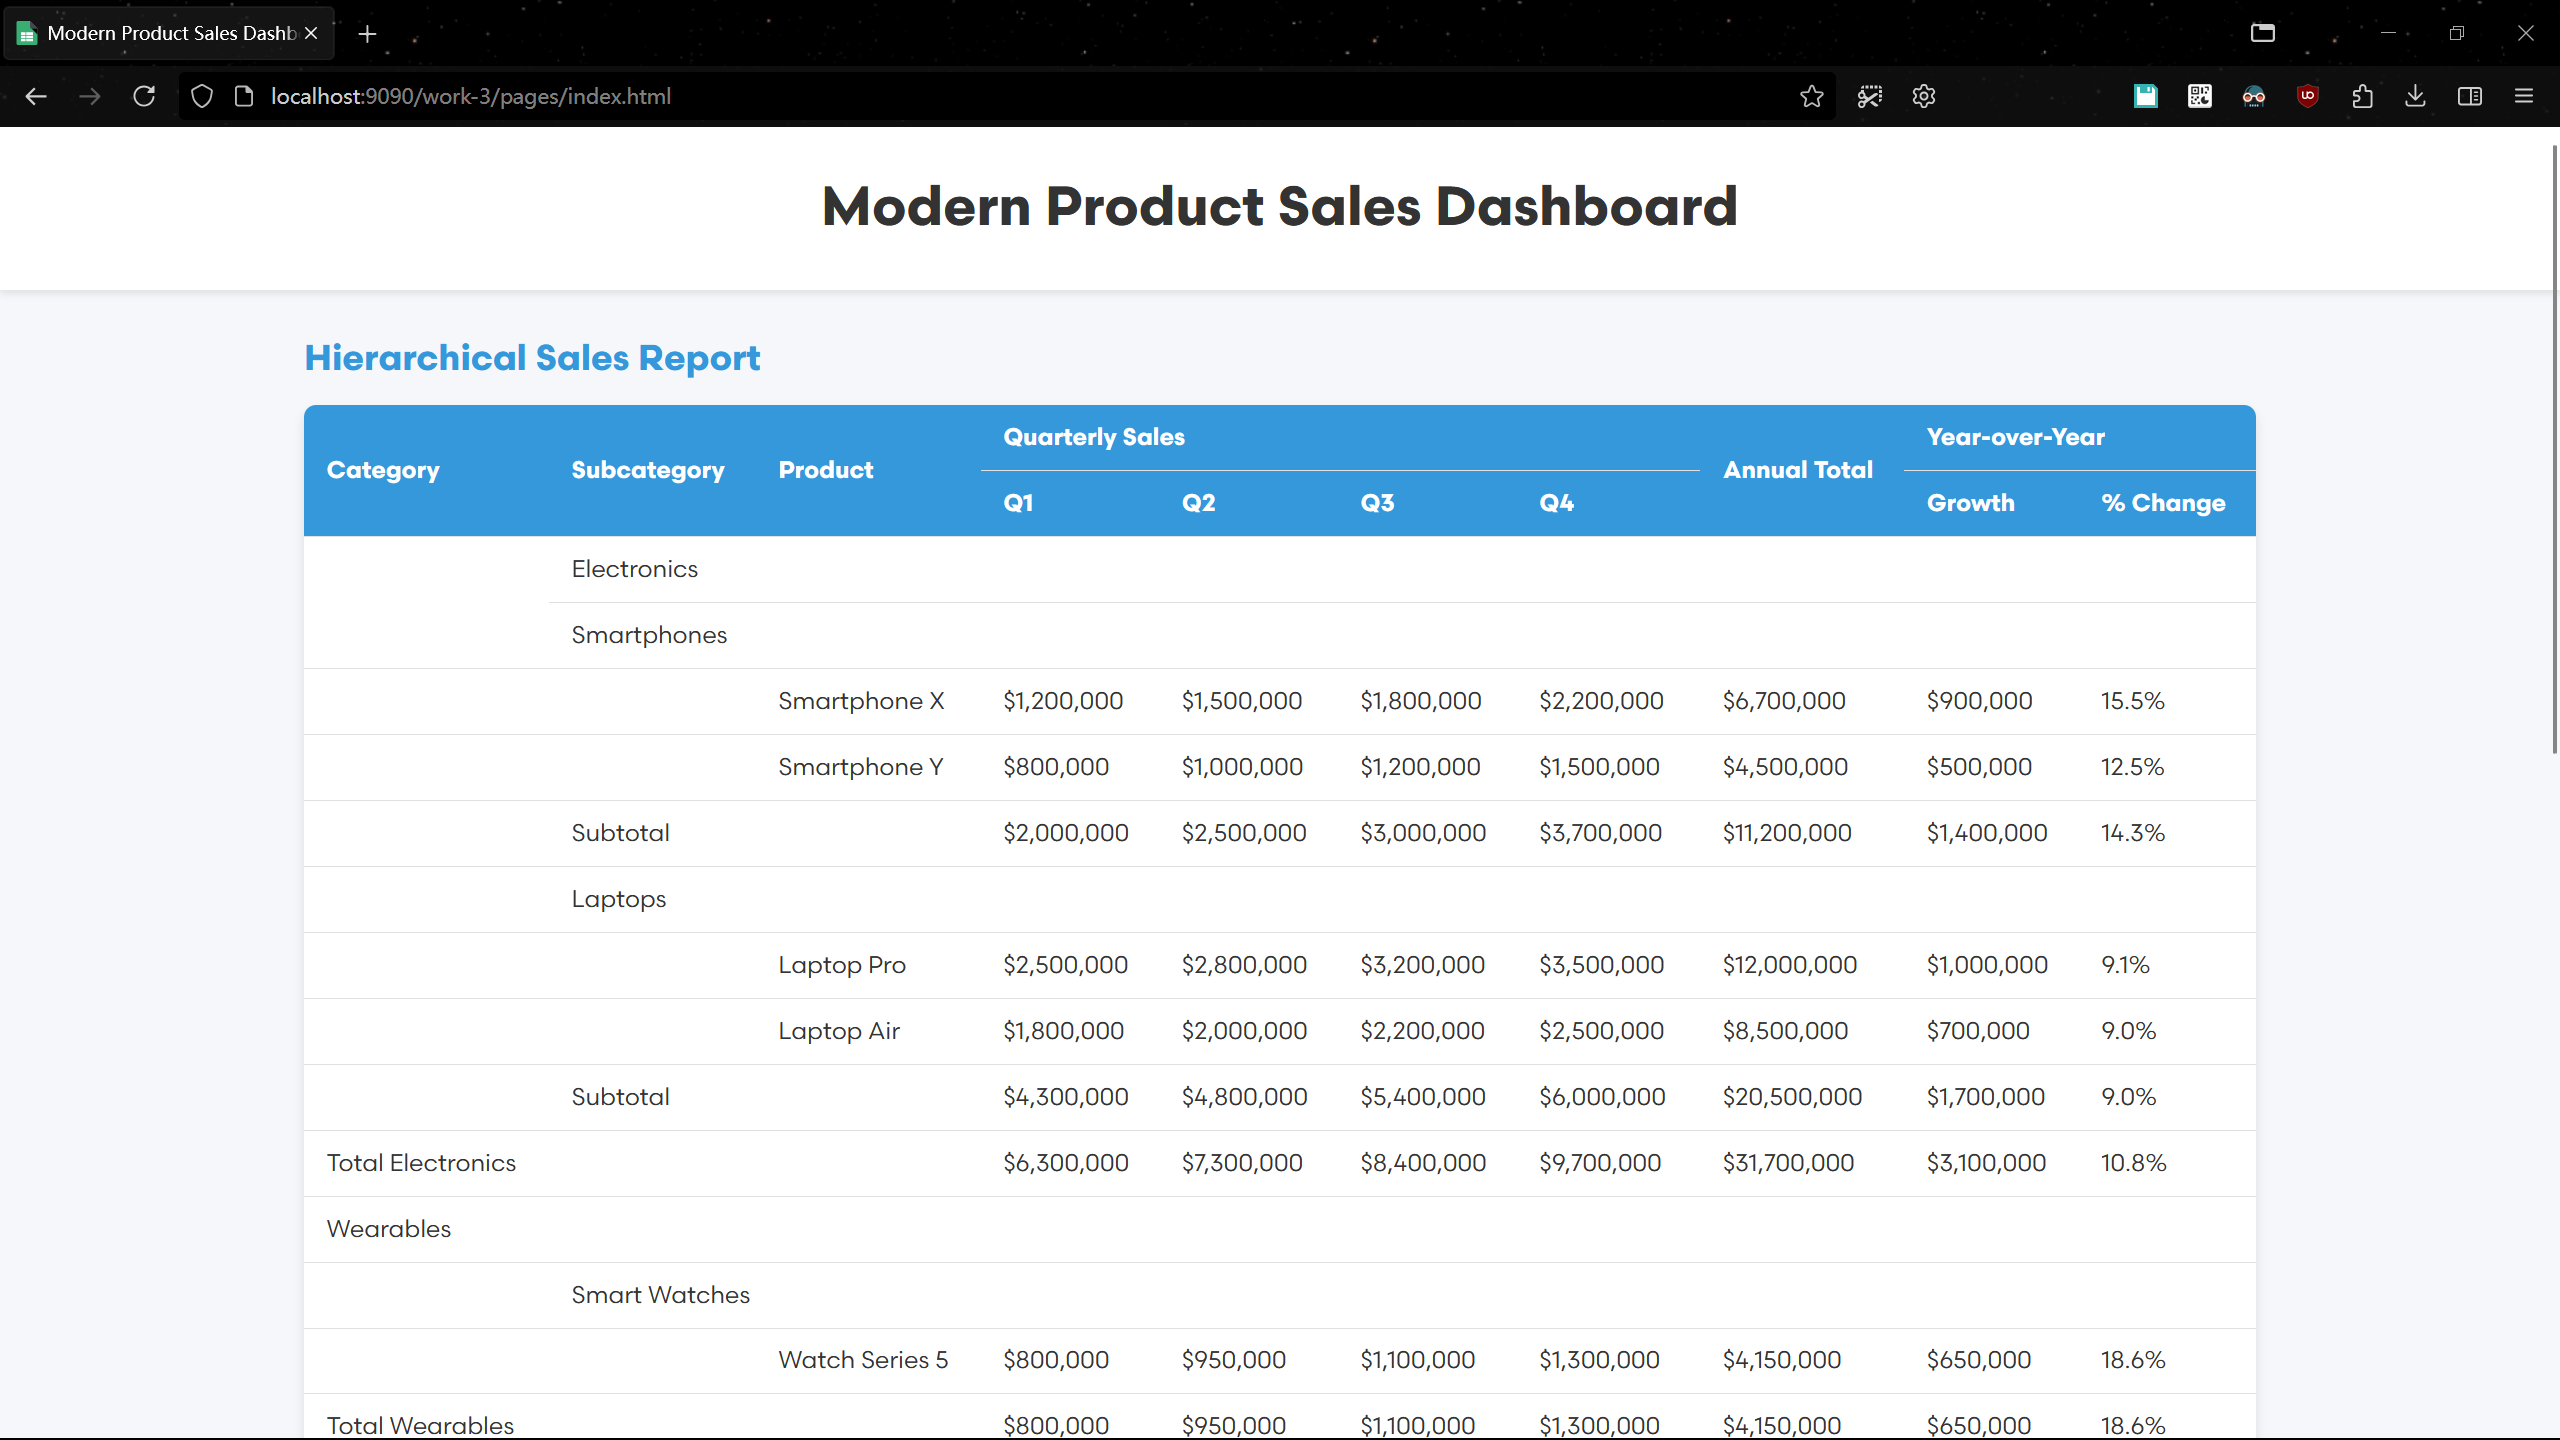 Modern Product Sales Dashb
localhost:9090/work-3/pages/index.html
Modern Product Sales Dashboard
Hierarchical Sales Report
Quarterly Sales Year-over-Year
Category Subcategory Product Annual Total
Q1 Q2 Q3 Q4 Growth % Change
Electronics
Smartphones
Smartphone X $1,200,000 $1,500,000 $1,800,000 $2,200,000 $6,700,000 $900,000 15.5%
Smartphone Y $800,000 $1,000,000 $1,200,000 $1,500,000 $4,500,000 $500,000 12.5%
Subtotal $2,000,000 $2,500,000 $3,000,000 $3,700,000 $11,200,000 $1,400,000 14.3%
Laptops
Laptop Pro $2,500,000 $2,800,000 $3,200,000 $3,500,000 $12,000,000 $1,000,000 9.1%
Laptop Air $1,800,000 $2,000,000 $2,200,000 $2,500,000 $8,500,000 $700,000 9.0%
Subtotal $4,300,000 $4,800,000 $5,400,000 $6,000,000 $20,500,000 $1,700,000 9.0%
Total Electronics $6,300,000 $7,300,000 $8,400,000 $9,700,000 $31,700,000 $3,100,000 10.8%
Wearables
Smart Watches
Watch Series 5 $800,000 $950,000 $1,100,000 $1,300,000 $4,150,000 $650,000 18.6%
Total Wearables $800,000 $950,000 $1,100,000 $1,300,000 $4,150,000 $650,000 18.6%